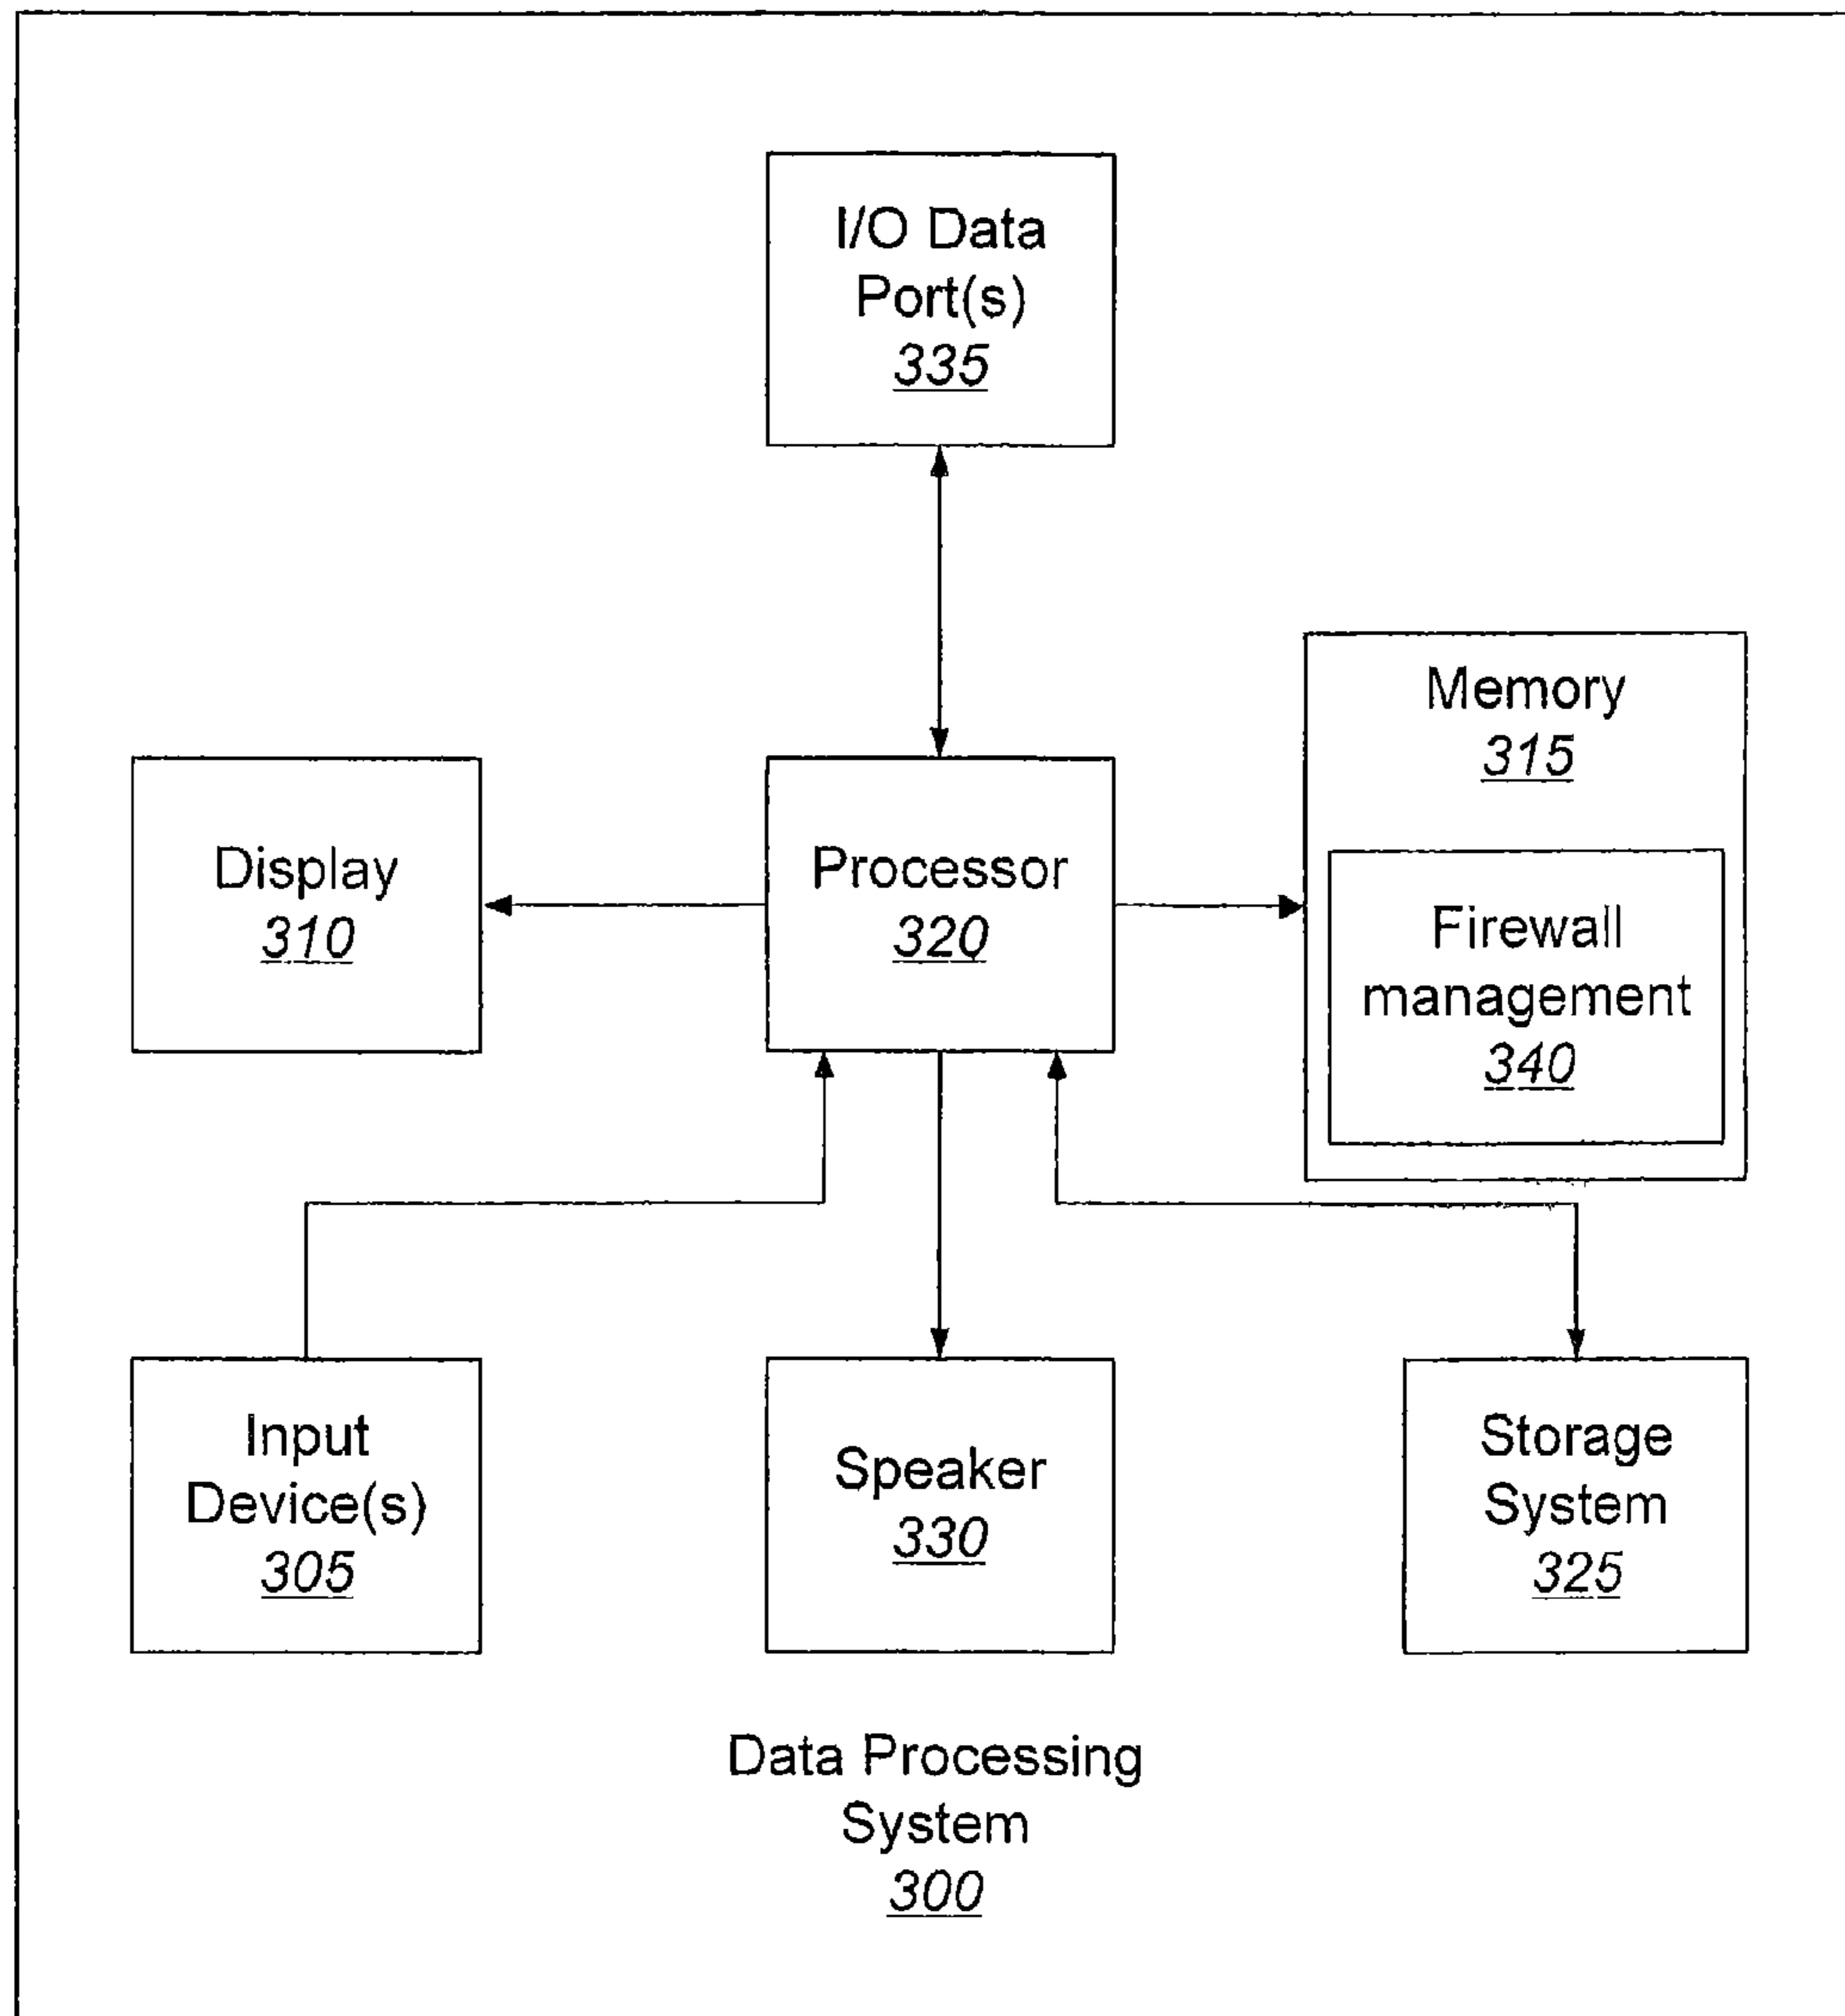 I/O Data
Port(s)
335
Memory
315
Display
310
Processor
320
Firewall
management
340
Input
Device(s)
305
Speaker
330
Storage
System
325
Data Processing
System
300